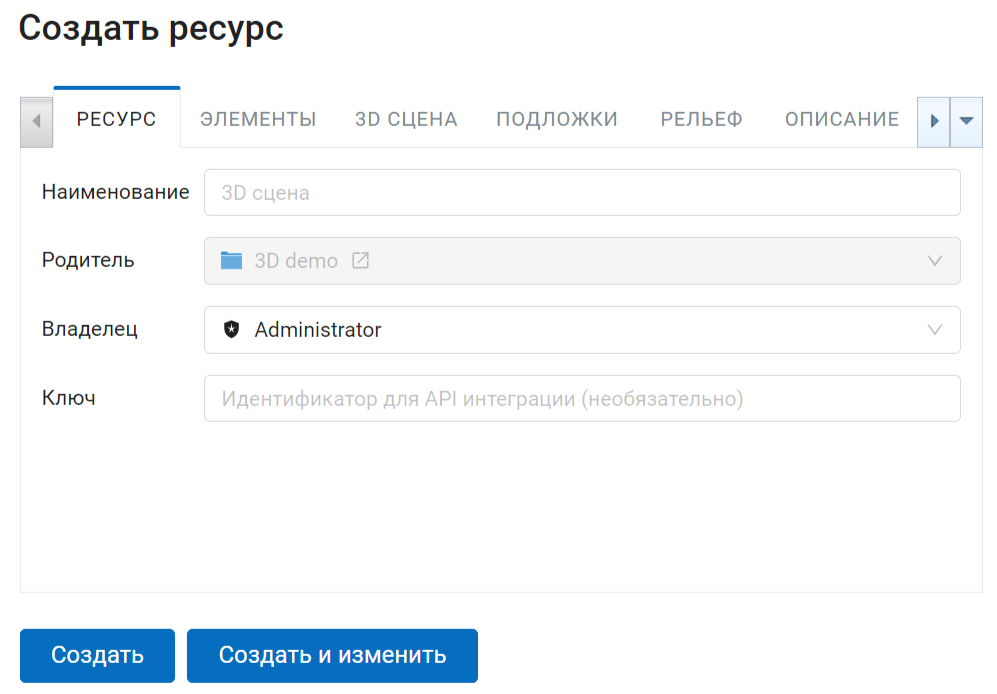 Создать ресурс
РЕСУРС ЭЛЕМЕНТЫ 3D СЦЕНА ПОДЛОЖКИ РЕЛЬЕФ ОПИСАНИЕ
Наименование 3D сцена
Родитель 3D demo
Владелец Administrator
Ключ Идентификатор для API интеграции (необязательно)
Создать Создать и изменить